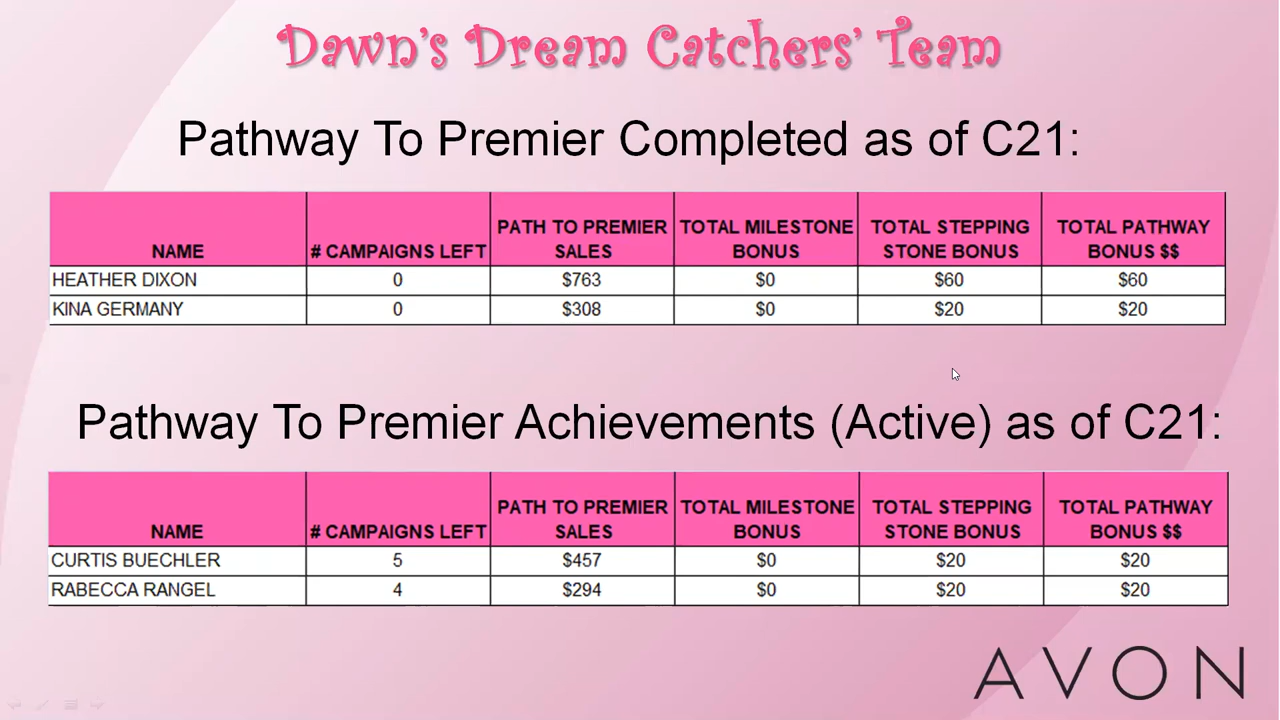 Dawn's Dream Catchers' Team
Pathway To Premier Completed as of C21:
NAME # CAMPAIGNS LEFT PATH TO PREMIER SALES TOTAL MILESTONE BONUS TOTAL STEPPING STONE BONUS TOTAL PATHWAY BONUS $$
HEATHER DIXON 0 $763 $0 $60 $60
KINA GERMANY 0 $308 $0 $20 $20
Pathway To Premier Achievements (Active) as of C21:
NAME # CAMPAIGNS LEFT PATH TO PREMIER SALES TOTAL MILESTONE BONUS TOTAL STEPPING STONE BONUS TOTAL PATHWAY BONUS $$
CURTIS BUECHLER 5 $457 $0 $20 $20
RABECCA RANGEL 4 $294 $0 $20 $20
AVON